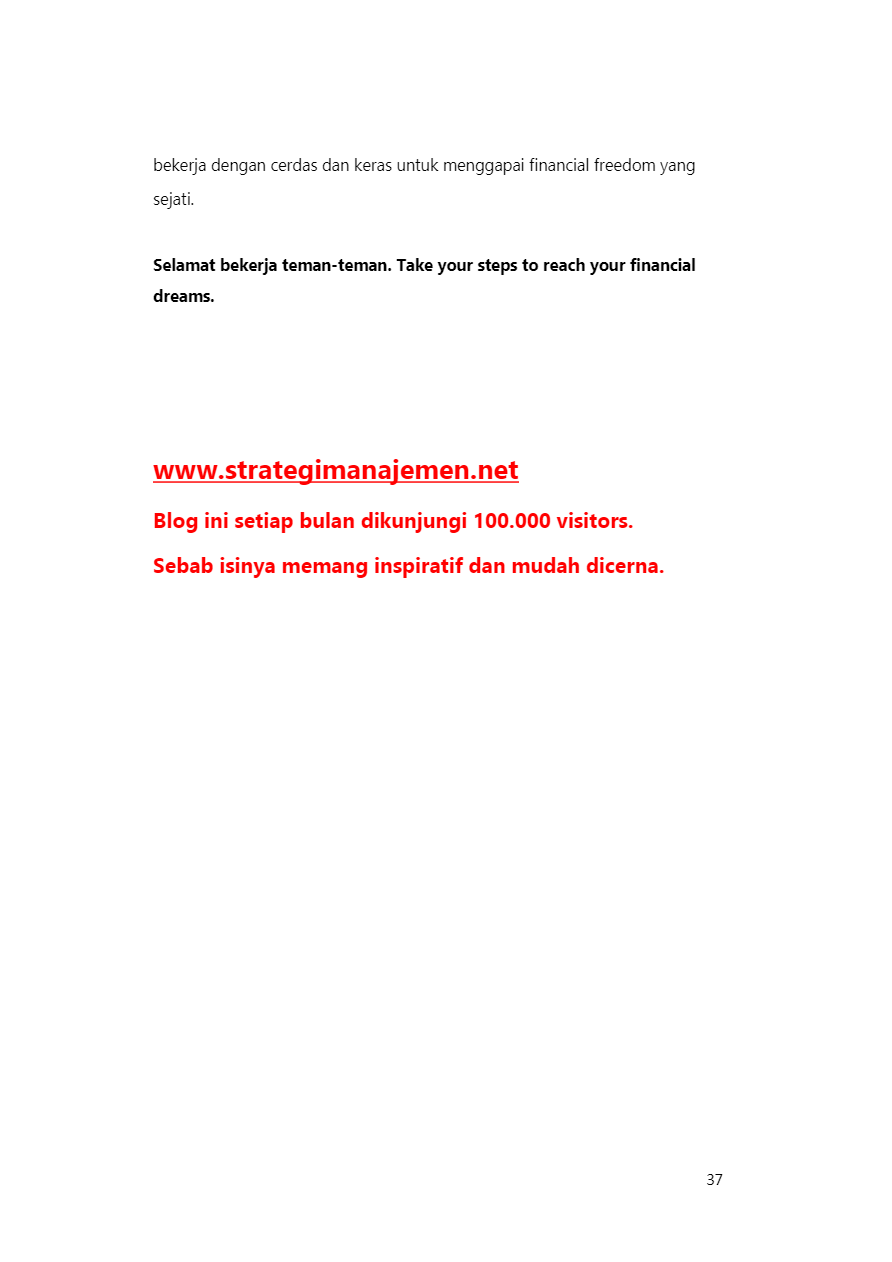 bekerja dengan cerdas dan keras untuk menggapai financial freedom yang
sejati.
Selamat bekerja teman-teman. Take your steps to reach your financial
dreams.
www.strategimanajemen.net
Blog ini setiap bulan dikunjungi 100.000 visitors.
Sebab isinya memang inspiratif dan mudah dicerna.
37